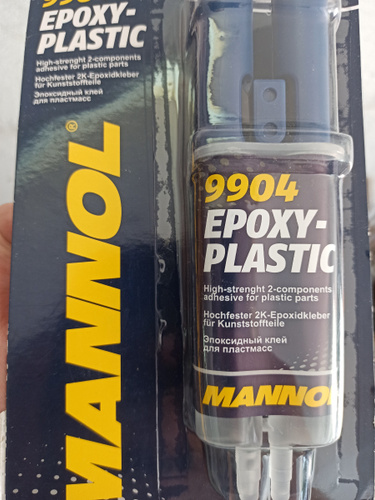 EPOXY-
PLASTIC
High-strenght 2-components
adhesive for plastic parts
Hochfester 2K-Epoxidkleber
für Kunststoffteile
Эпоксидный клей
для пластмасс
MANNOL®
9904
EPOXY-
PLASTIC
High-strenght 2-components
adhesive for plastic parts
Hochfester 2K-Epoxidkleber
für Kunststoffteile
Эпоксидный клей
для пластмасс
MANNOL